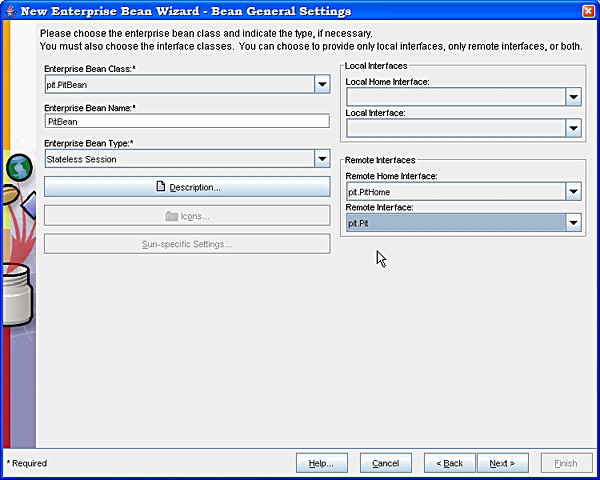 New Enterprise Bean Wizard - Bean General Settings
Please choose the enterprise bean class and indicate the type, if necessary.
You must also choose the interface classes.  You can choose to provide only local interfaces, only remote interfaces, or both.
Enterprise Bean Class:*
pit.PitBean
Enterprise Bean Name:*
PitBean
Enterprise Bean Type:*
Stateless Session
Description...
Icons...
Sun-specific Settings...
Local Interfaces
Local Home Interface:
Local Interface:
Remote Interfaces
Remote Home Interface:
pit.PitHome
Remote Interface:
pit.Pit
* Required
Help...
Cancel
< Back
Next >
Finish